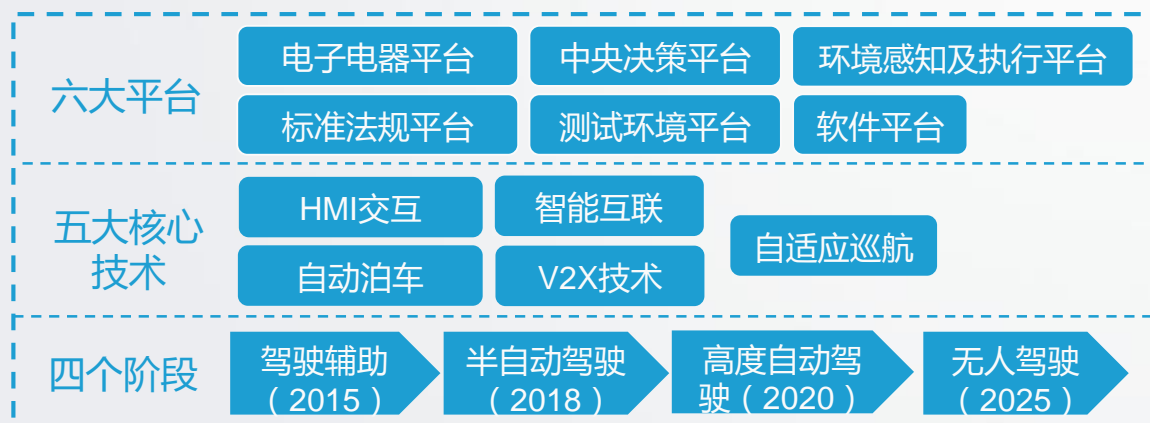 六大平台
电子电器平台
中央决策平台
环境感知及执行平台
标准法规平台
测试环境平台
软件平台
五大核心
技术
HMI交互
智能互联
自适应巡航
自动泊车
V2X技术
四个阶段
驾驶辅助
（2015）
半自动驾驶
（2018）
高度自动驾
驶（2020）
无人驾驶
（2025）